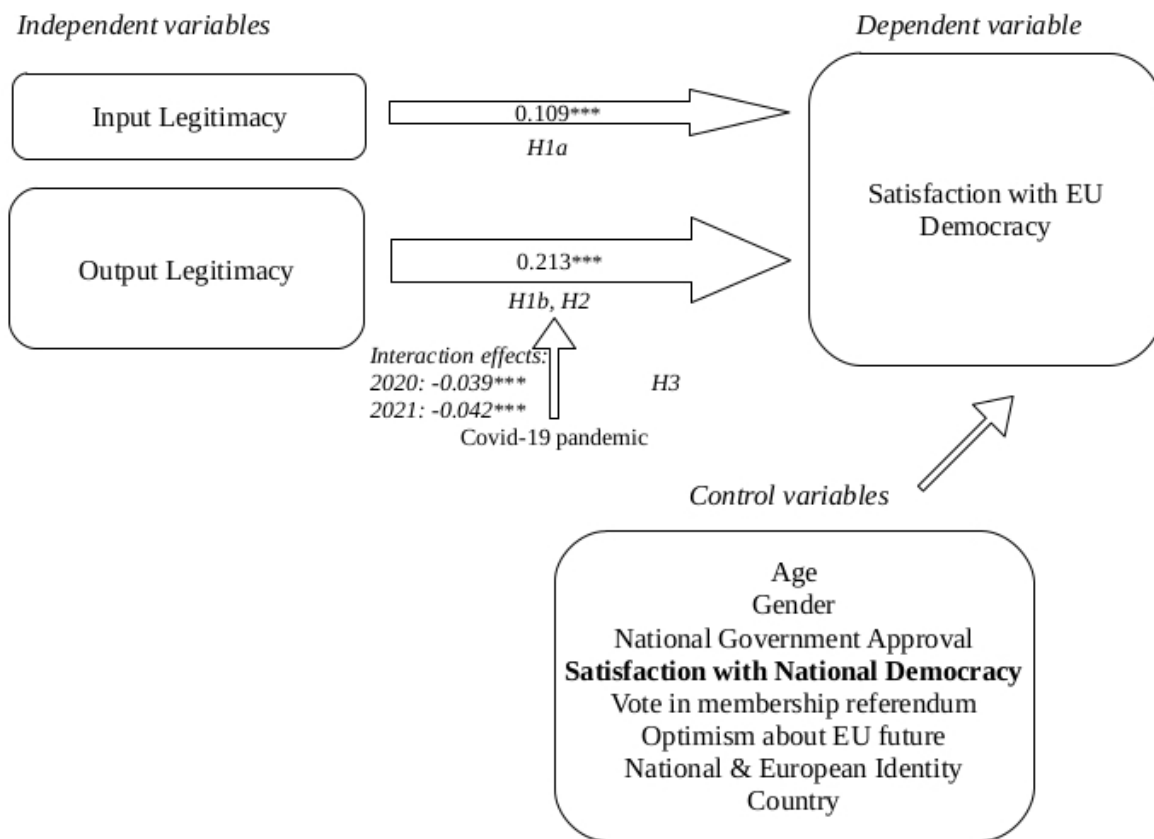 Independent variables
Dependent variable
Input Legitimacy
0.109***
H1a
Satisfaction with EU
Democracy
Output Legitimacy
0.213***
H1b, H2
Interaction effects:
2020: -0.039***
2021: -0.042***
H3
Covid-19 pandemic
Control variables
Age
Gender
National Government Approval
Satisfaction with National Democracy
Vote in membership referendum
Optimism about EU future
National & European Identity
Country